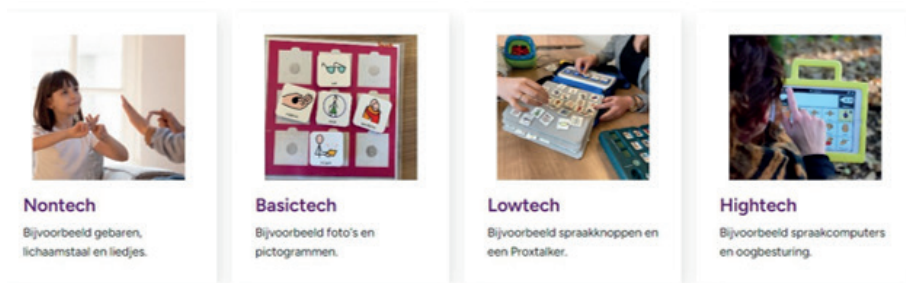 Nontech
Bijvoorbeeld gebaren,
lichaamstaal en liedjes.
Basictech
Bijvoorbeeld foto's en
pictogrammen.
Lowtech
Bijvoorbeeld spraakknoppen en
een Proxtalker.
Hightech
Bijvoorbeeld spraakcomputers
en oogbesturing.